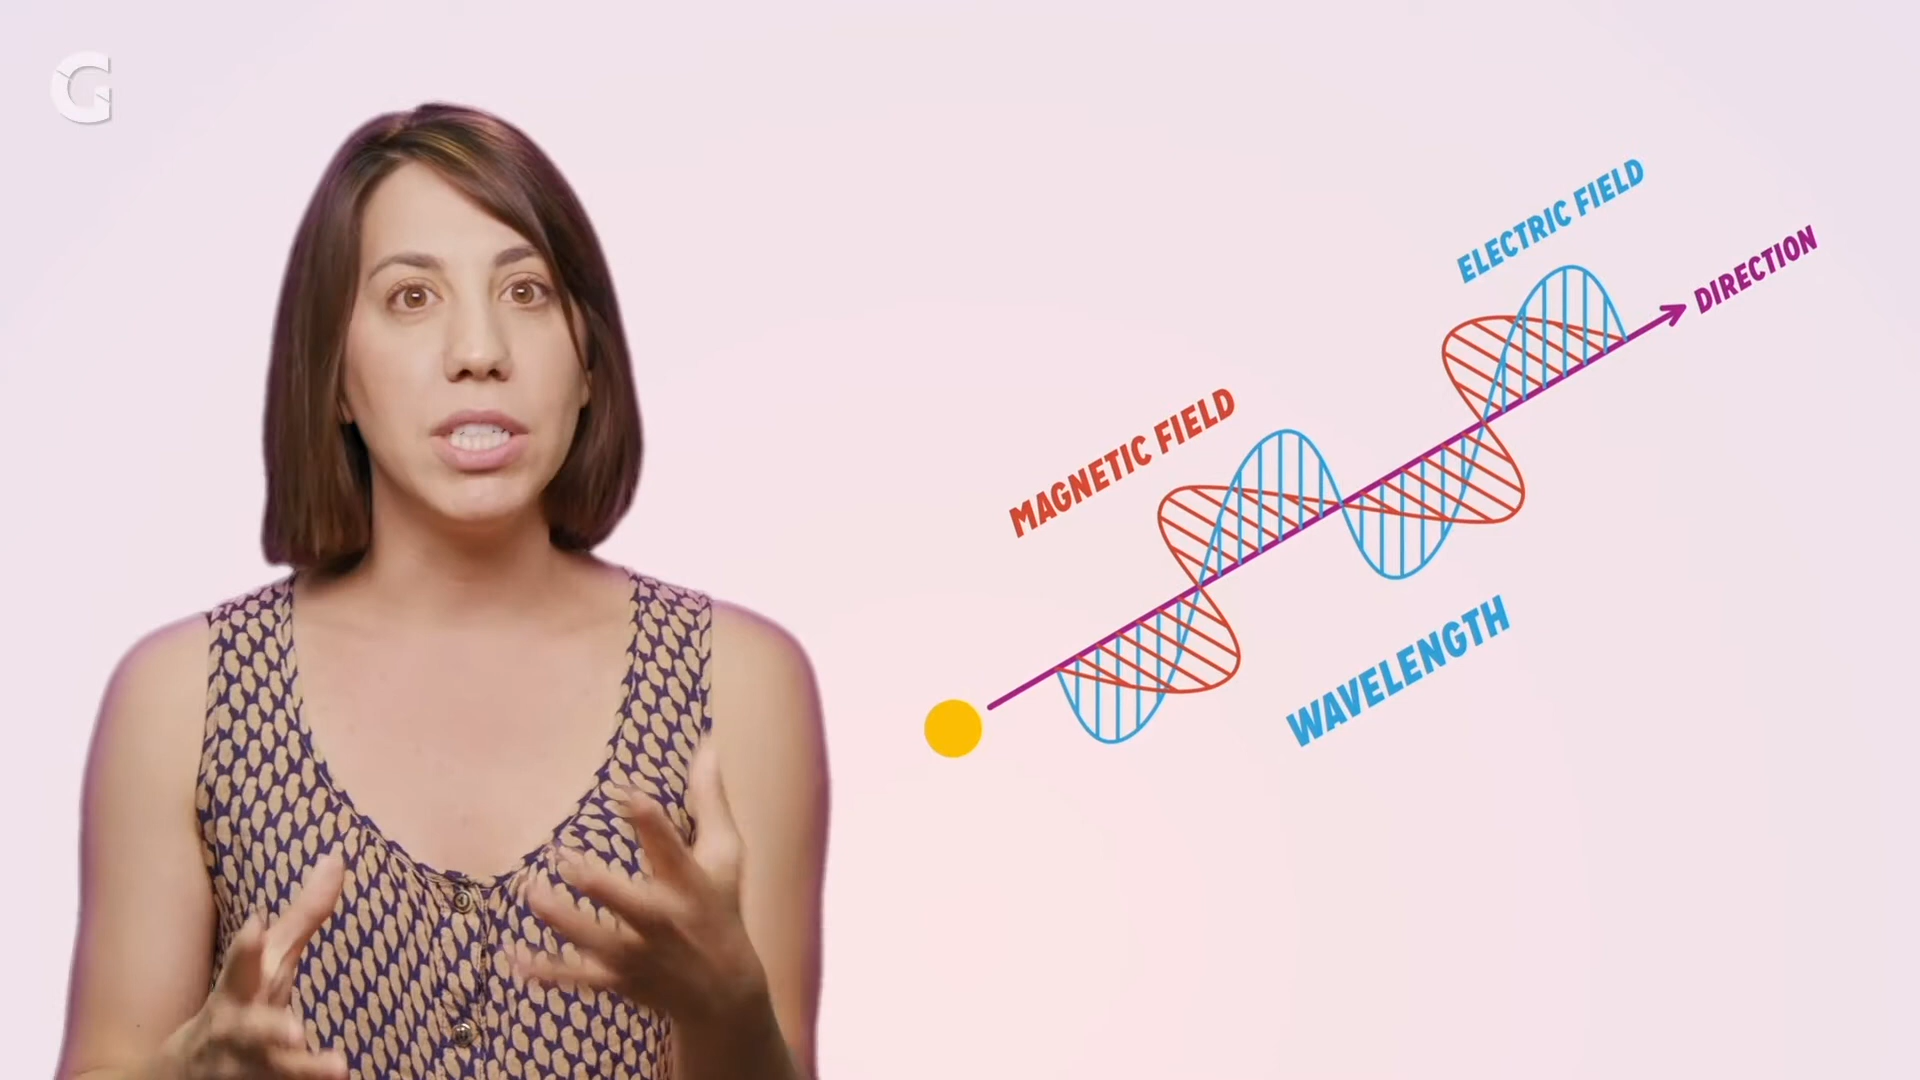 G
ELECTRIC FIELD
DIRECTION
MAGNETIC FIELD
WAVELENGTH